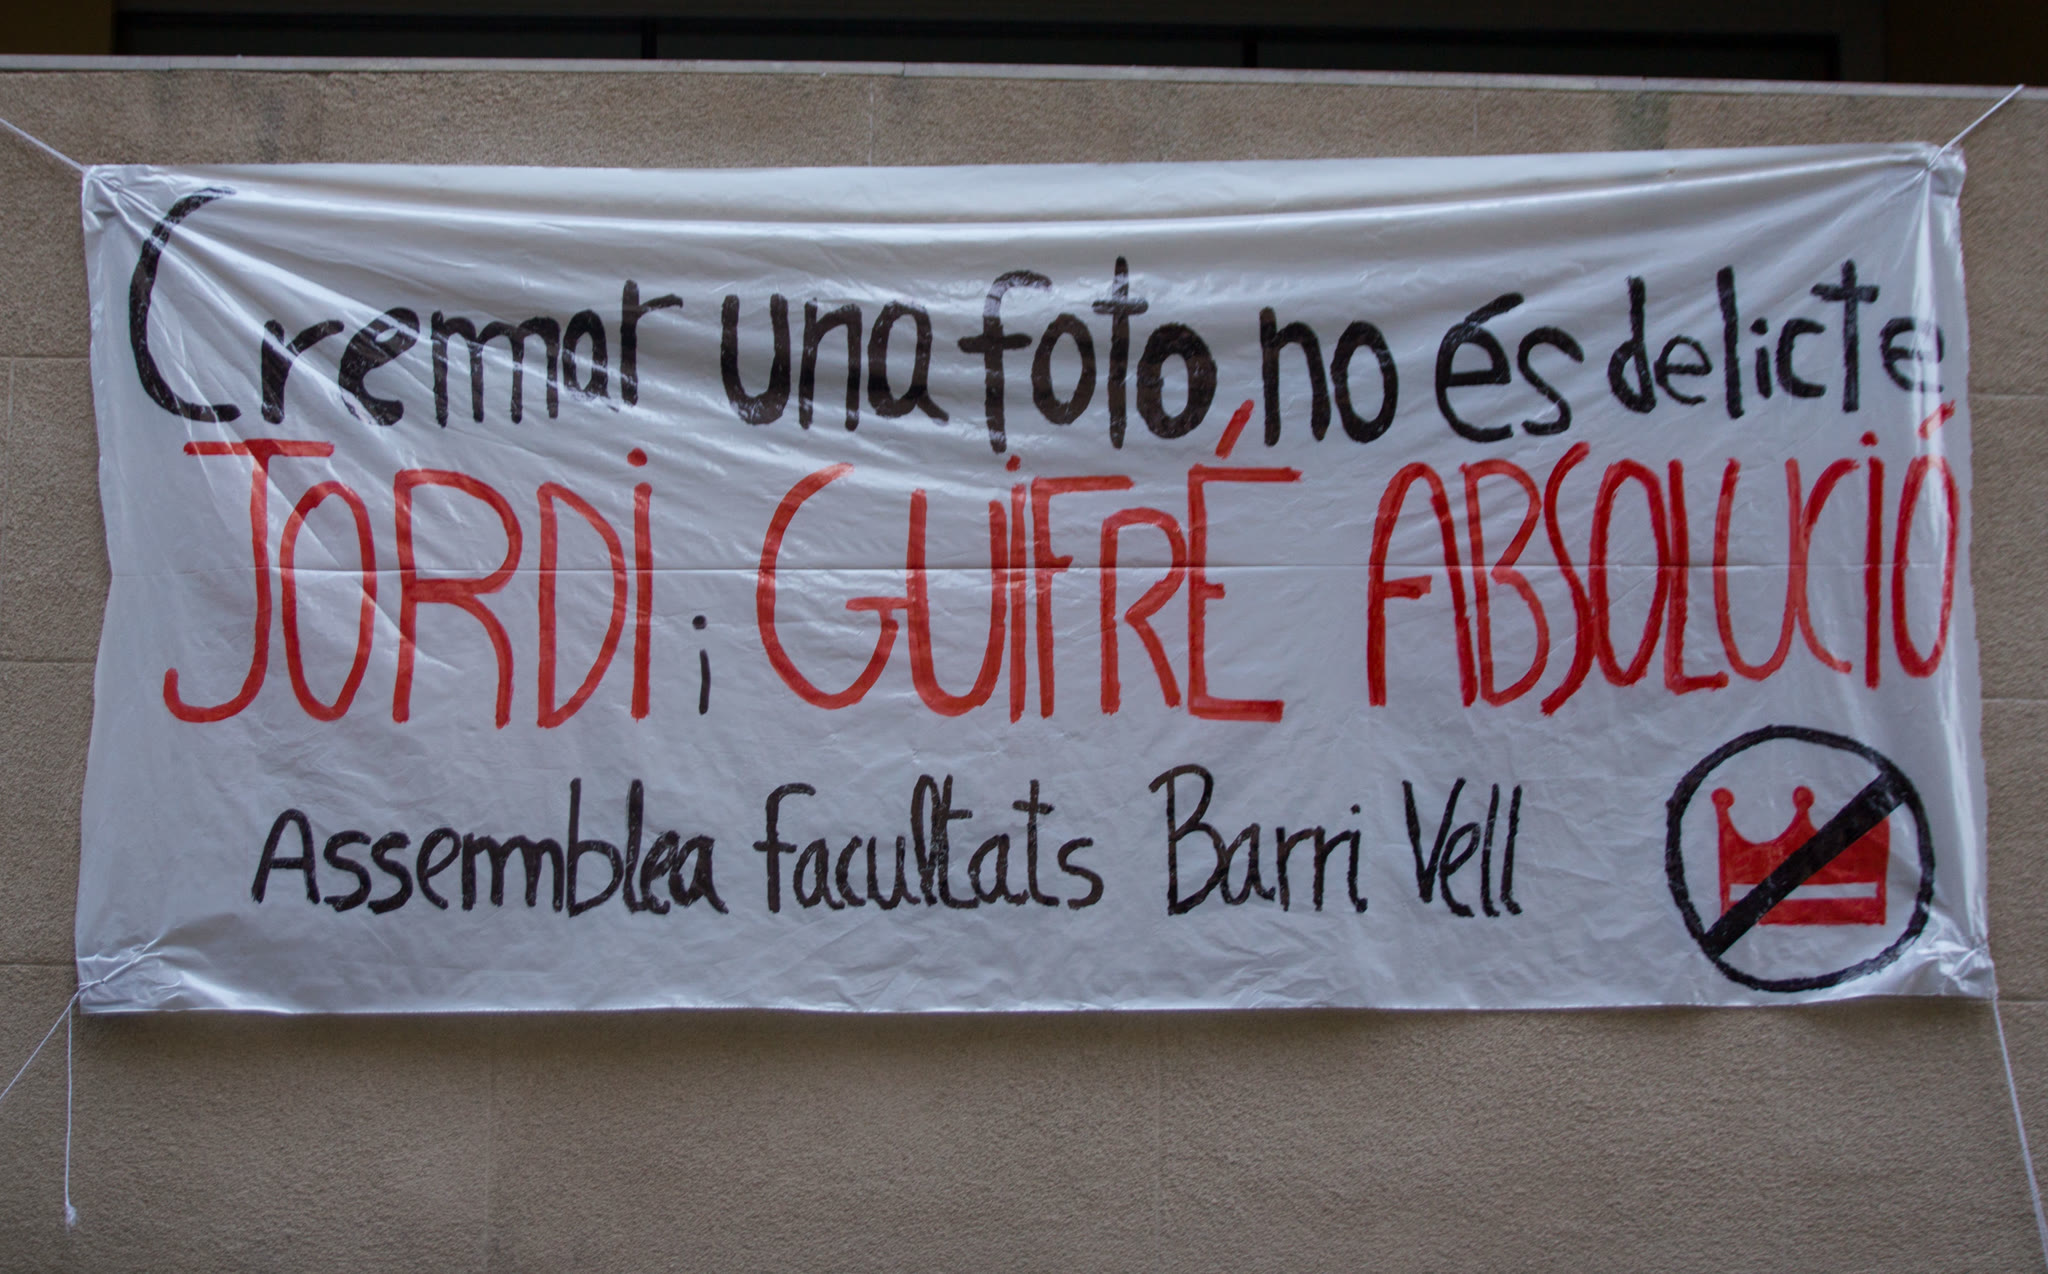 Cremar una foto no és delicte
JORDi i GUiFRÉ ABSOLUCiÓ
Assemblea facultats Barri Vell